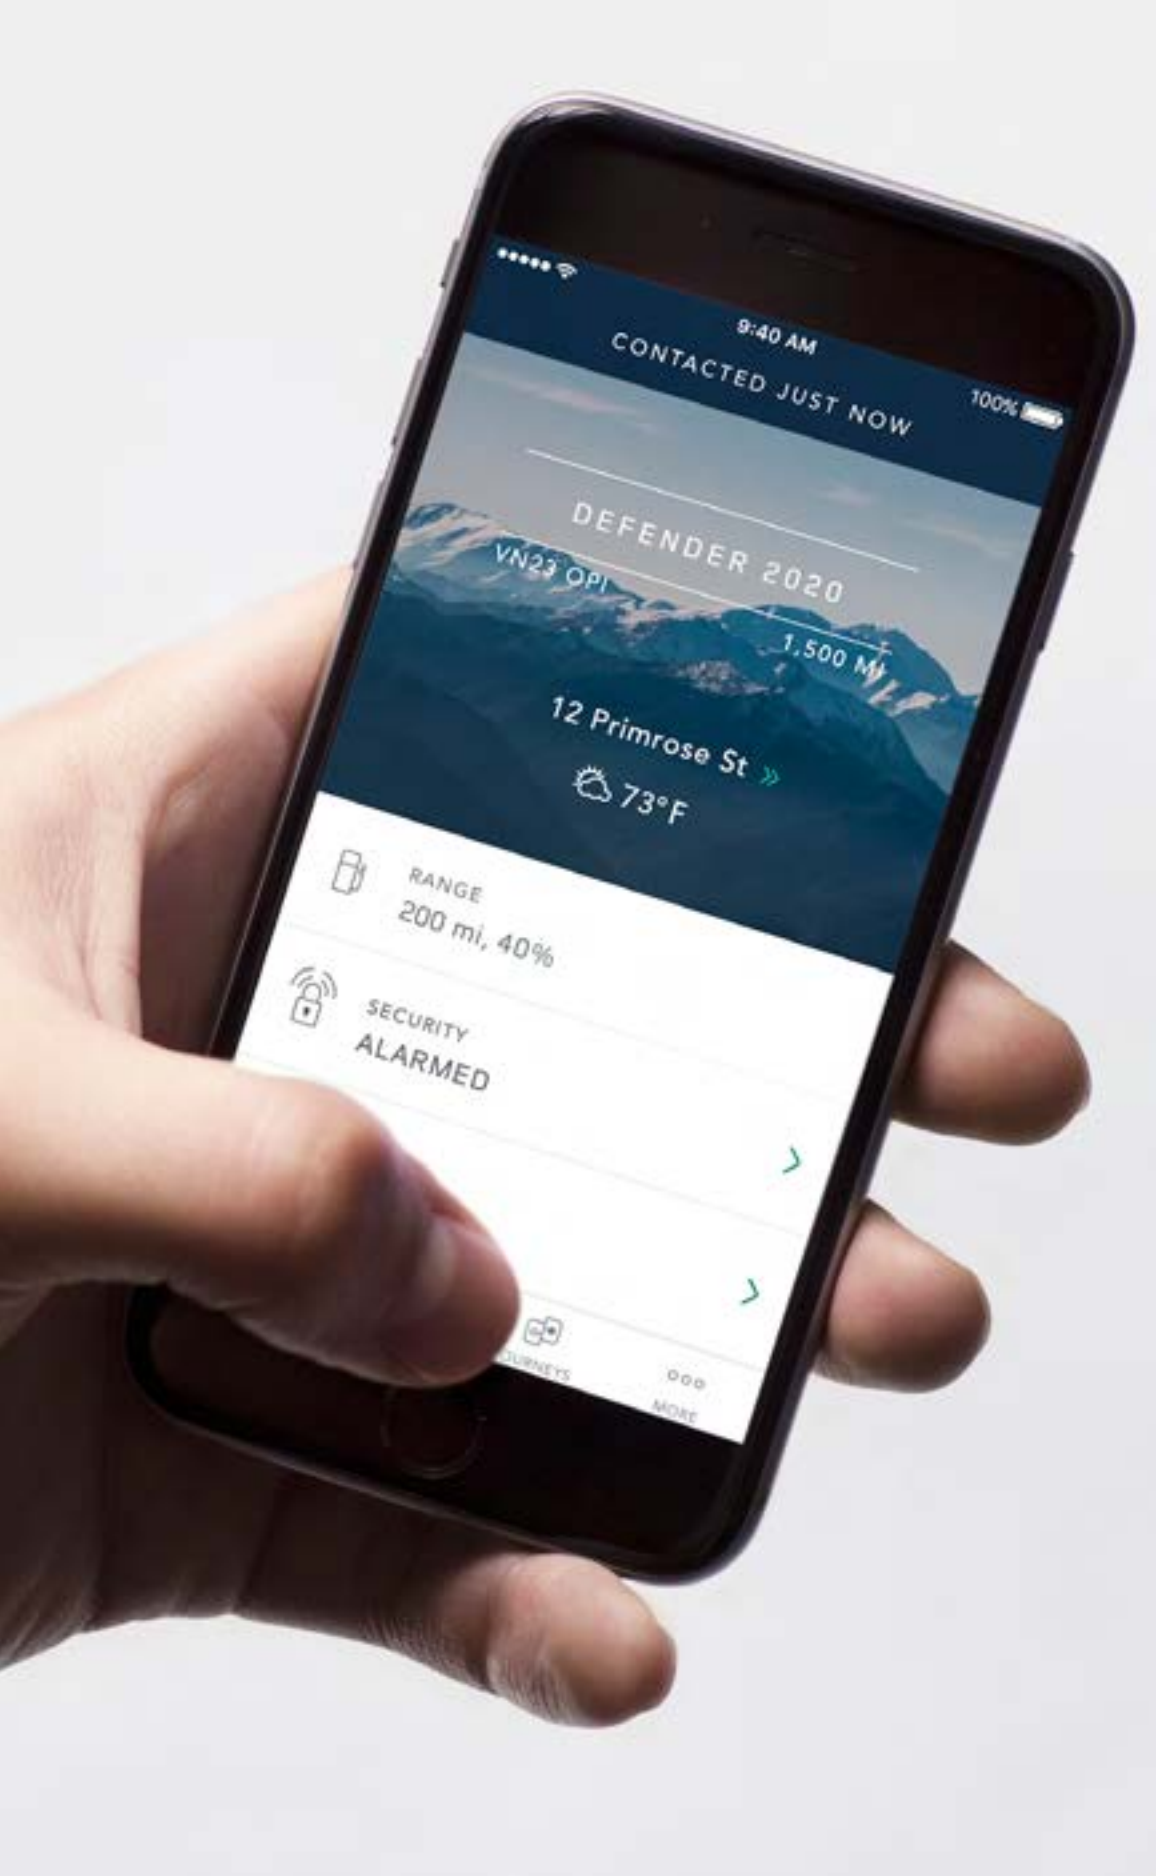 9:40 AM
100%
CONTACTED JUST NOW
DEFENDER 2020
VN23 OPI
1,500 MI
12 Primrose St
73°F
RANGE
200 mi, 40%
SECURITY
ALARMED
OURNEYS
MORE